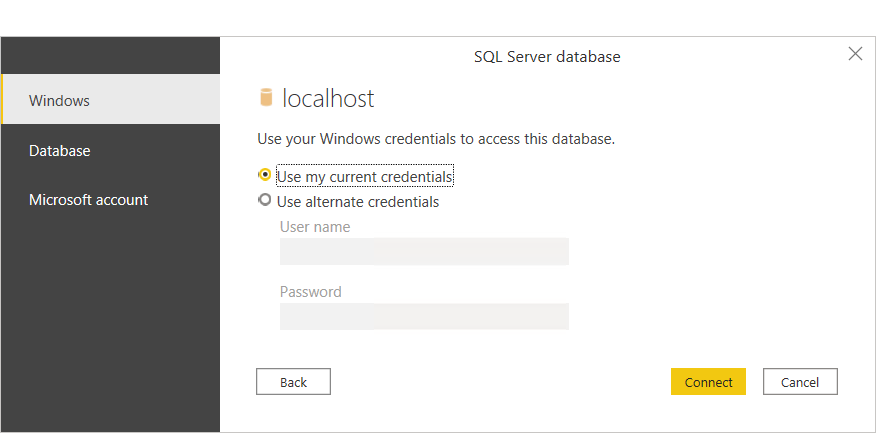 SQL Server database
Windows
Database
Microsoft account
localhost
Use your Windows credentials to access this database.
Use my current credentials
Use alternate credentials
User name
Password
Back
Connect
Cancel